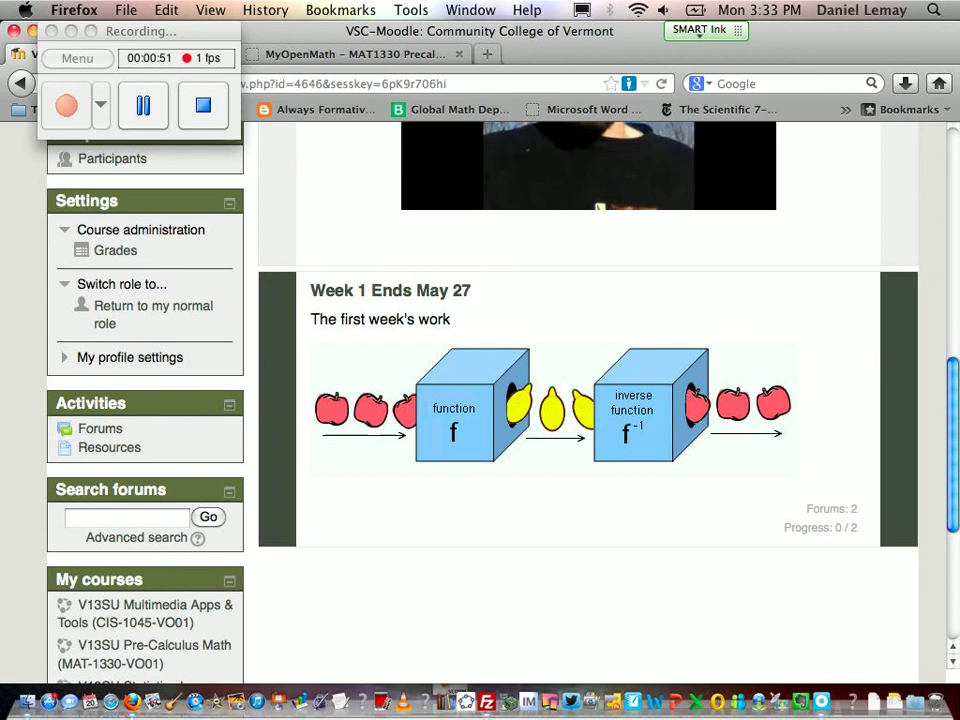 Firefox File Edit View History Bookmarks Tools Window Help Mon 3:33 PM Daniel Lemay
Recording...
VSC-Moodle: Community College of Vermont
SMART Ink
Menu
00:00:51 1 fps
MyOpenMath - MAT1330 Precal...
.php?id=4646&sesskey=6pK9r706hi
Google
Always Formativ...
Global Math Dep...
Microsoft Word ...
The Scientific 7-...
Bookmarks
Participants
Settings
Course administration
Grades
Switch role to...
Return to my normal
role
My profile settings
Activities
Forums
Resources
Search forums
Go
Advanced search
My courses
V13SU Multimedia Apps &
Tools (CIS-1045-VO01)
V13SU Pre-Calculus Math
(MAT-1330-VO01)
Week 1 Ends May 27
The first week's work
function
f
inverse
function
f -1
Forums: 2
Progress: 0 / 2